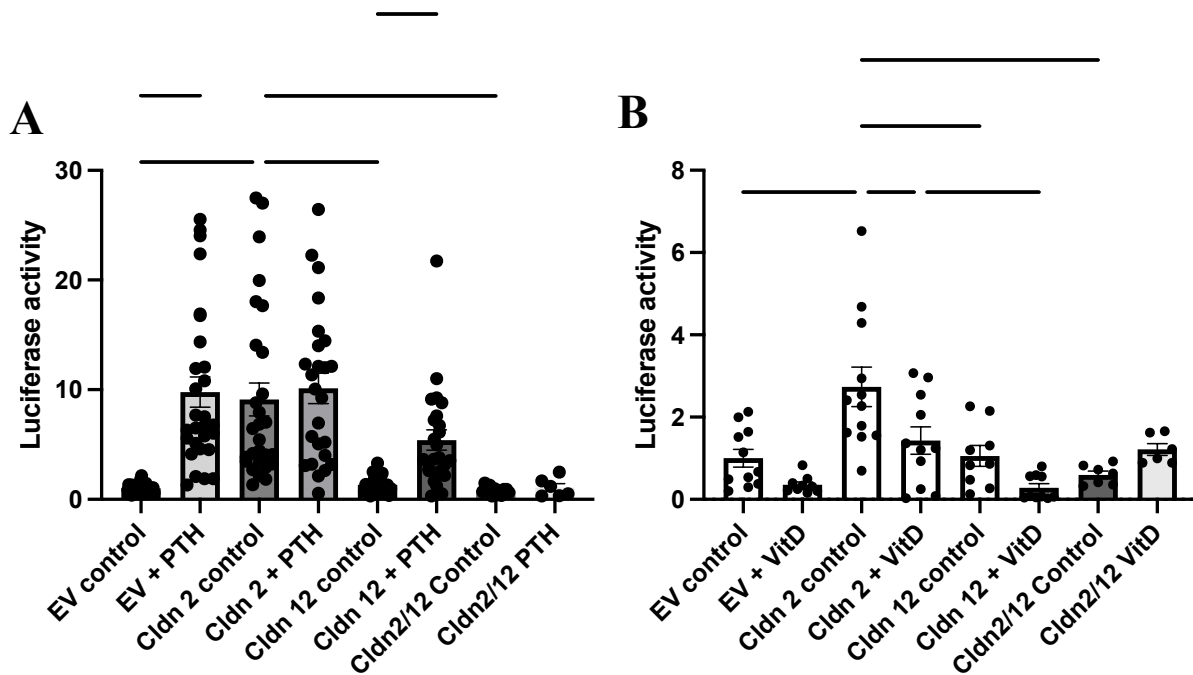 A
Luciferase activity
30
20
10
0
EV control
EV + PTH
Cldn 2 control
Cldn 2 + PTH
Cldn 12 control
Cldn 12 + PTH
Cldn2/12 Control
Cldn2/12 PTH
B
Luciferase activity
8
6
4
2
0
EV control
EV + VitD
Cldn 2 control
Cldn 2 + VitD
Cldn 12 control
Cldn 12 + VitD
Cldn2/12 Control
Cldn2/12 VitD